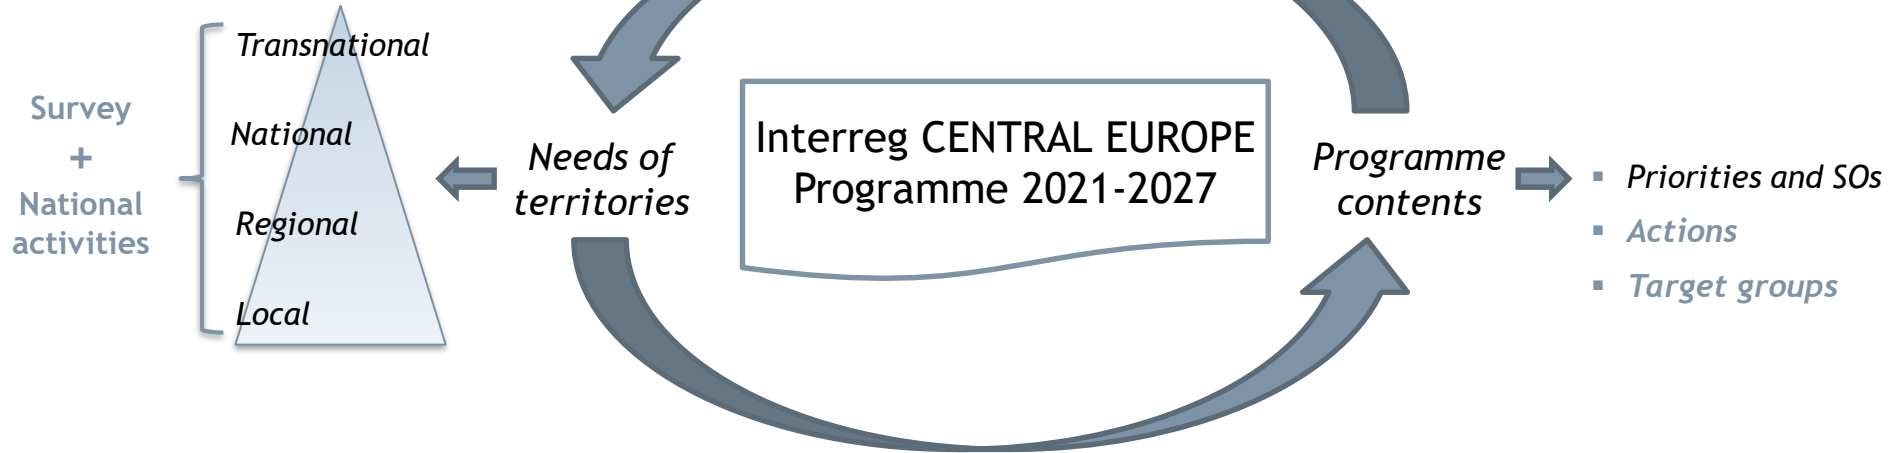 Survey
+
National
activities
Transnational
National
Regional
Local
Needs of
territories
Interreg CENTRAL EUROPE
Programme 2021-2027
Programme
contents
▪ Priorities and SOs
▪ Actions
▪ Target groups